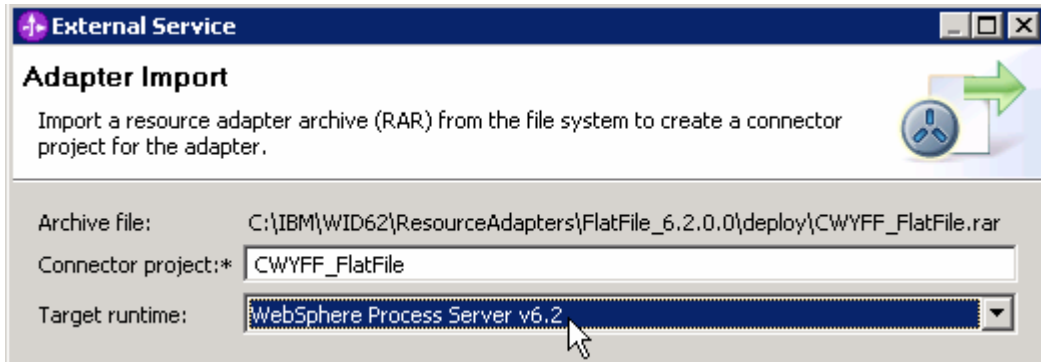 External Service
Adapter Import
Import a resource adapter archive (RAR) from the file system to create a connector
project for the adapter.
Archive file: C:\IBM\WID62\ResourceAdapters\FlatFile_6.2.0.0\deploy\CWYFF_FlatFile.rar
Connector project:* CWYFF_FlatFile
Target runtime: WebSphere Process Server v6.2